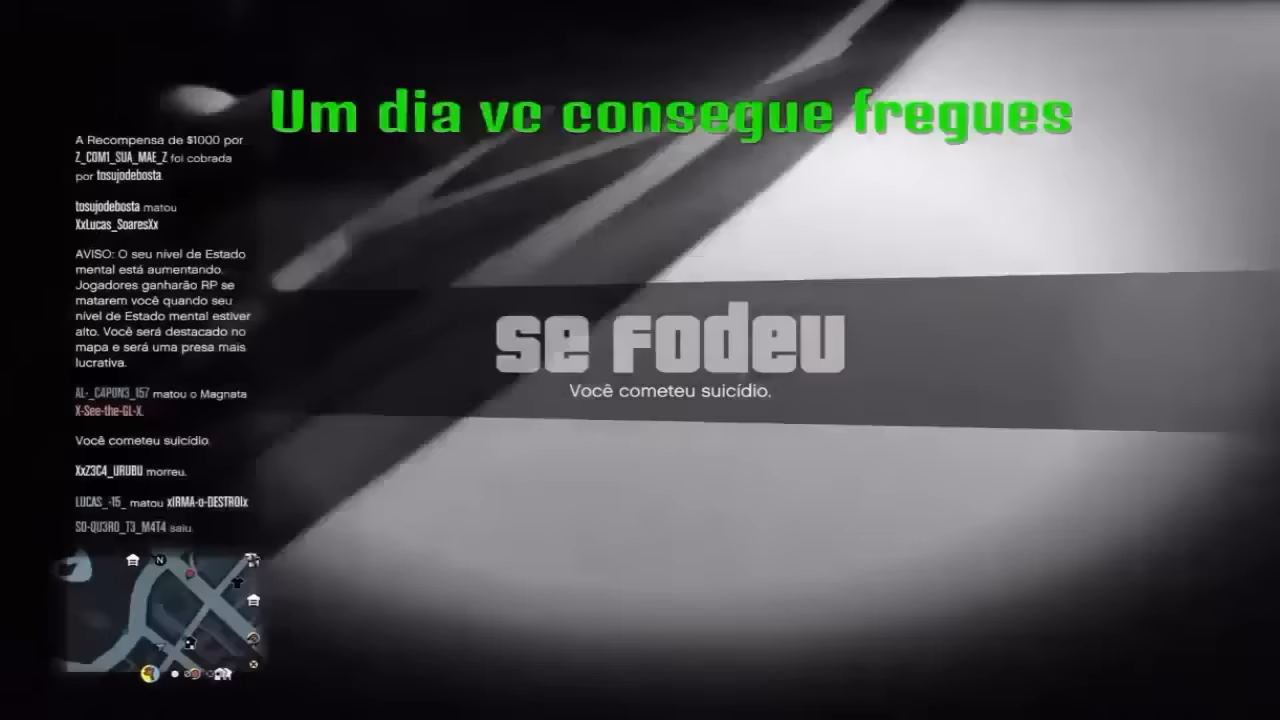 Um dia vc consegue fregues
A Recompensa de $1000 por
Z_COM1_SUA_MAE_Z foi cobrada
por tosujodebosta.
tosujodebosta matou
XxLucas_SoaresXx
AVISO: O seu nível de Estado
mental está aumentando.
Jogadores ganharão RP se
matarem você quando seu
nível de Estado mental estiver
alto. Você será destacado no
mapa e será uma presa mais
lucrativa.
AL-_C4P0N3_157 matou o Magnata
X-See-the-GL-X.
Você cometeu suicídio.
XxZ3C4_URUBU morreu.
LUCAS_-15_ matou xIRMA-o-DESTROIx
SO-QU3RO_T3_M4T4 saiu.
se fodeu
Você cometeu suicídio.
N